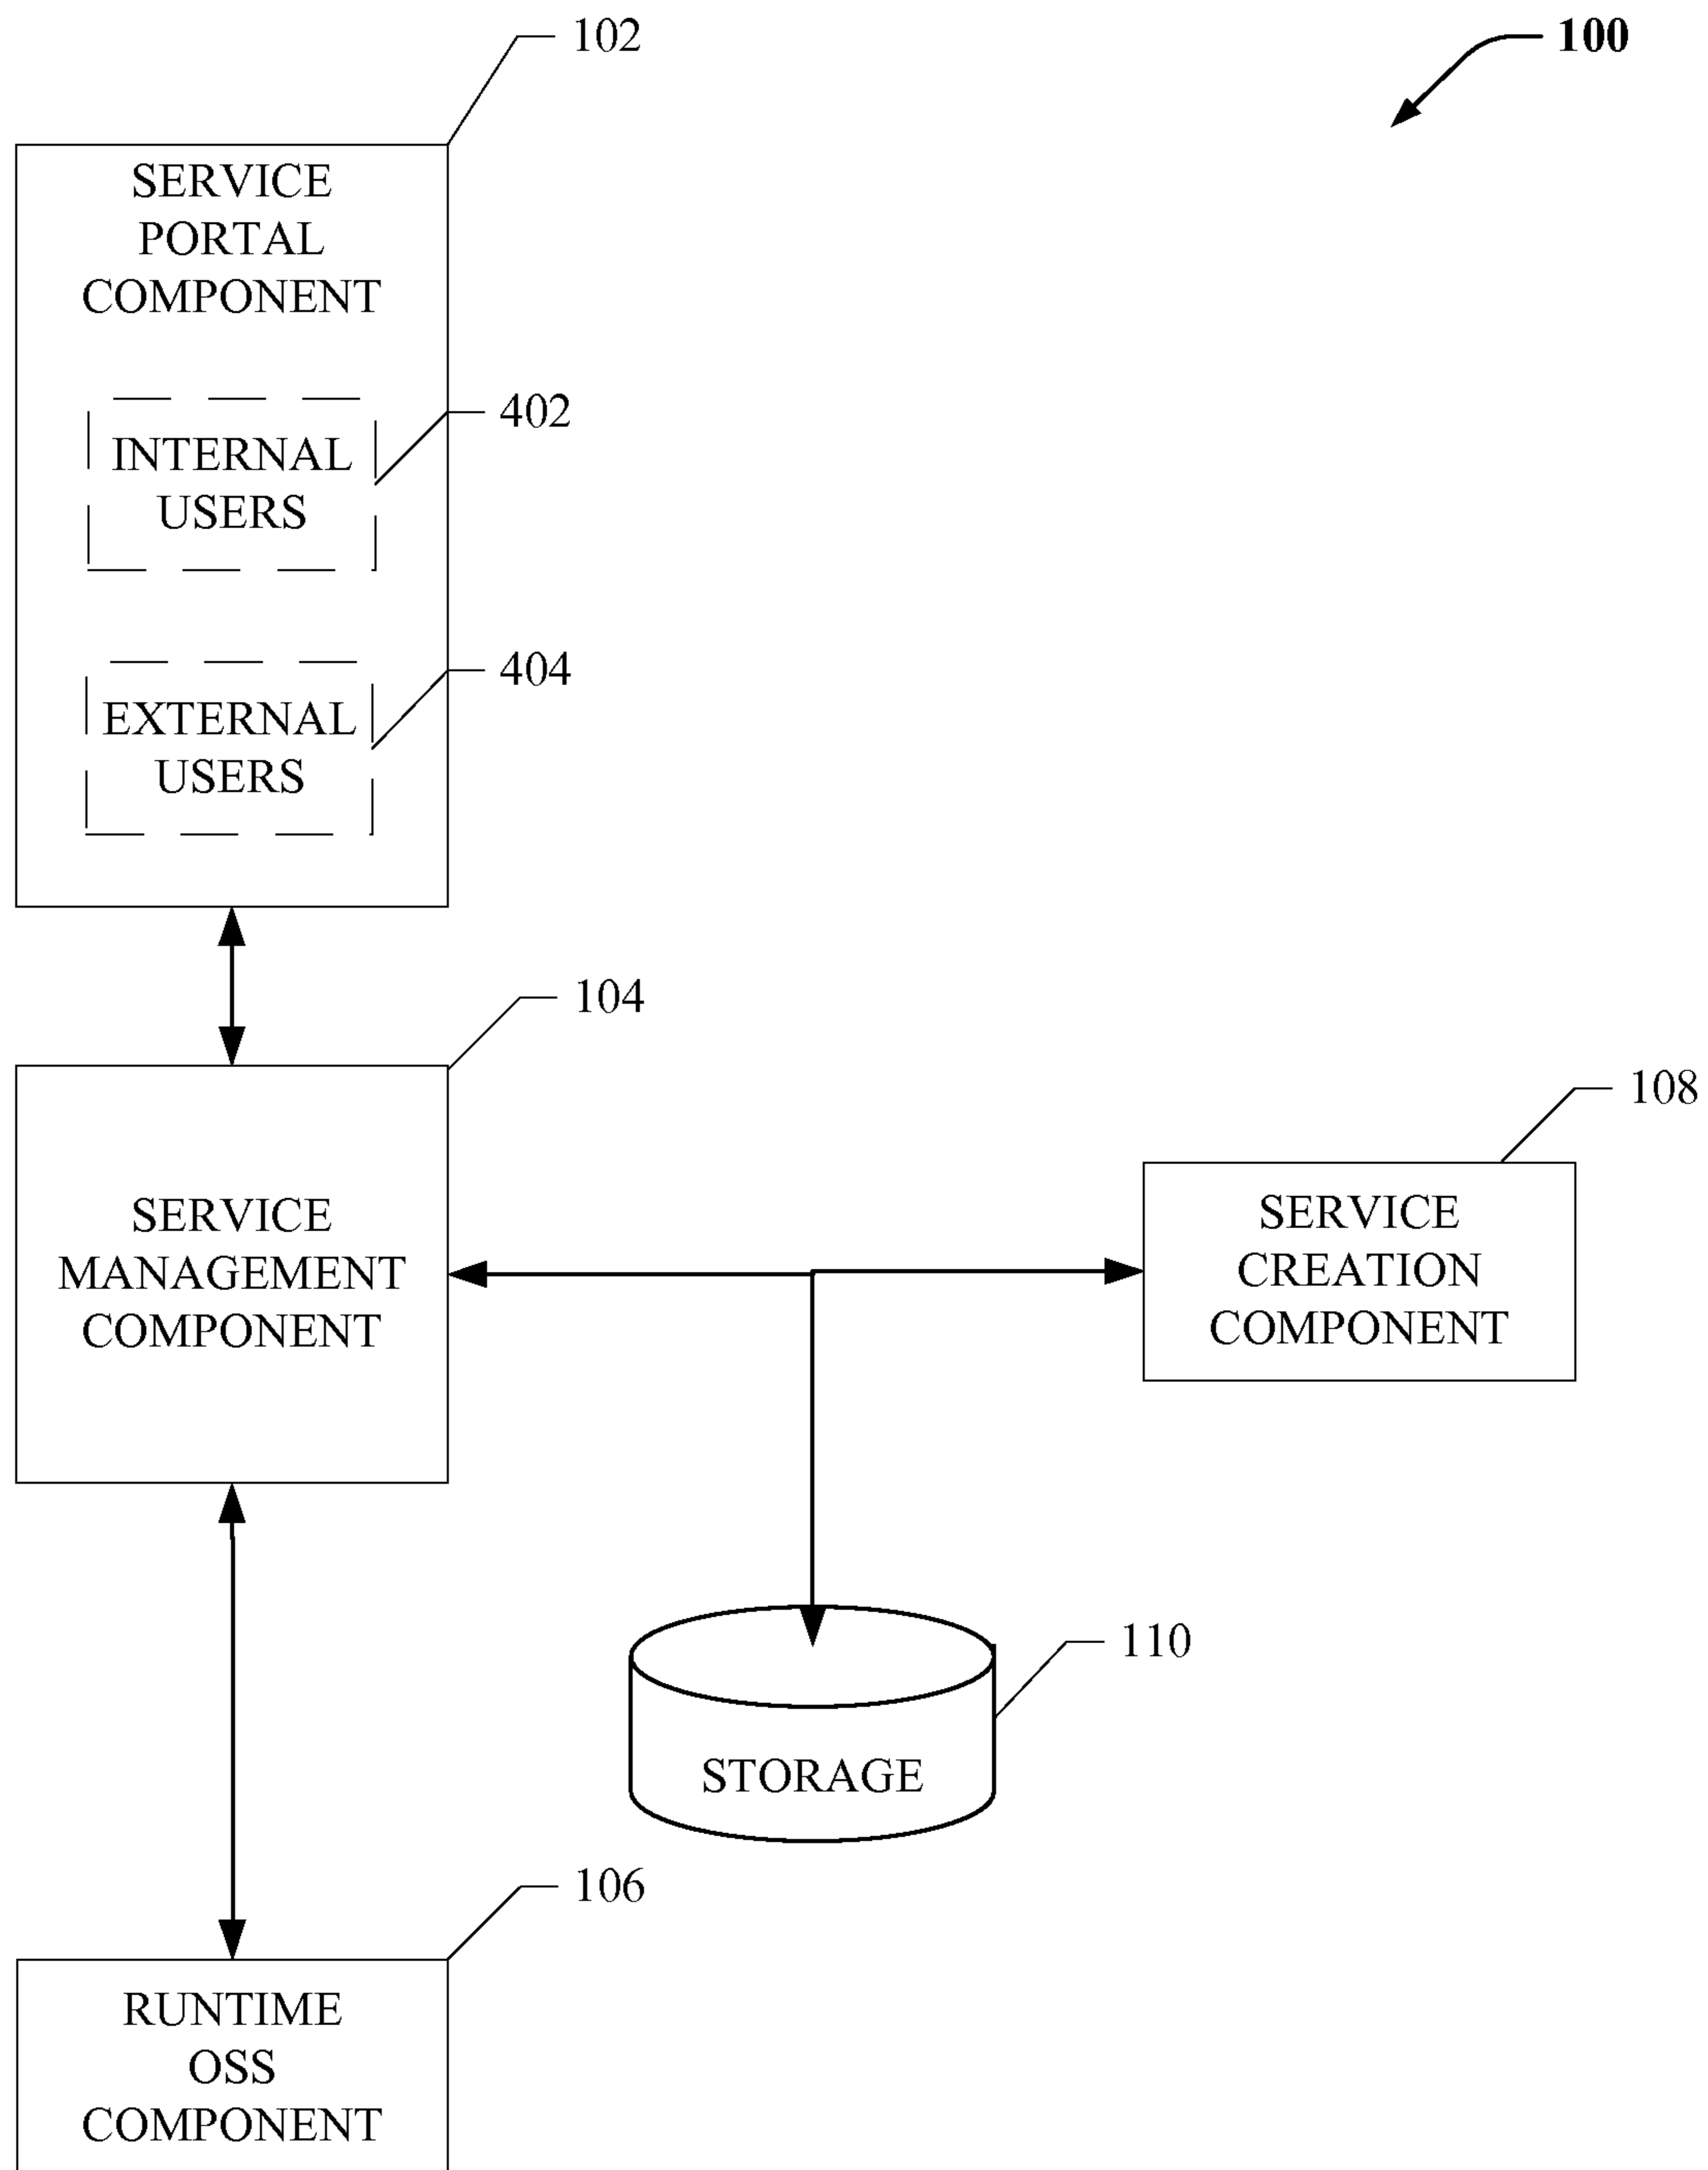 102
100
SERVICE
PORTAL
COMPONENT
402
INTERNAL
USERS
404
EXTERNAL
USERS
104
108
SERVICE
MANAGEMENT
COMPONENT
SERVICE
CREATION
COMPONENT
110
STORAGE
106
RUNTIME
OSS
COMPONENT